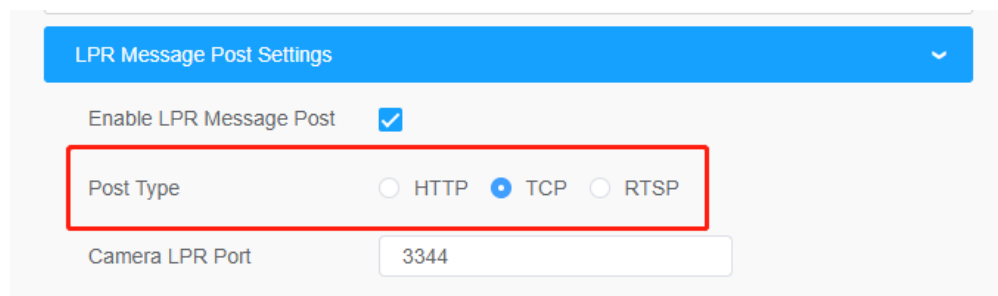 LPR Message Post Settings
Enable LPR Message Post
Post Type HTTP TCP RTSP
Camera LPR Port 3344